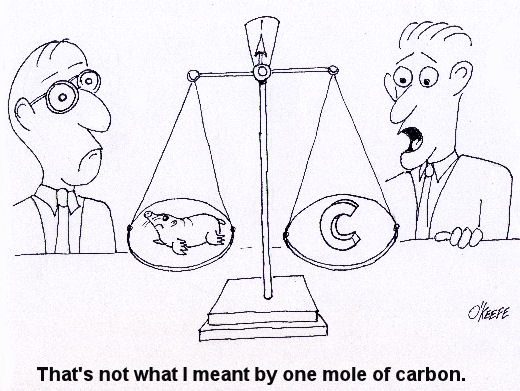 C
O'KEEFE
That's not what I meant by one mole of carbon.